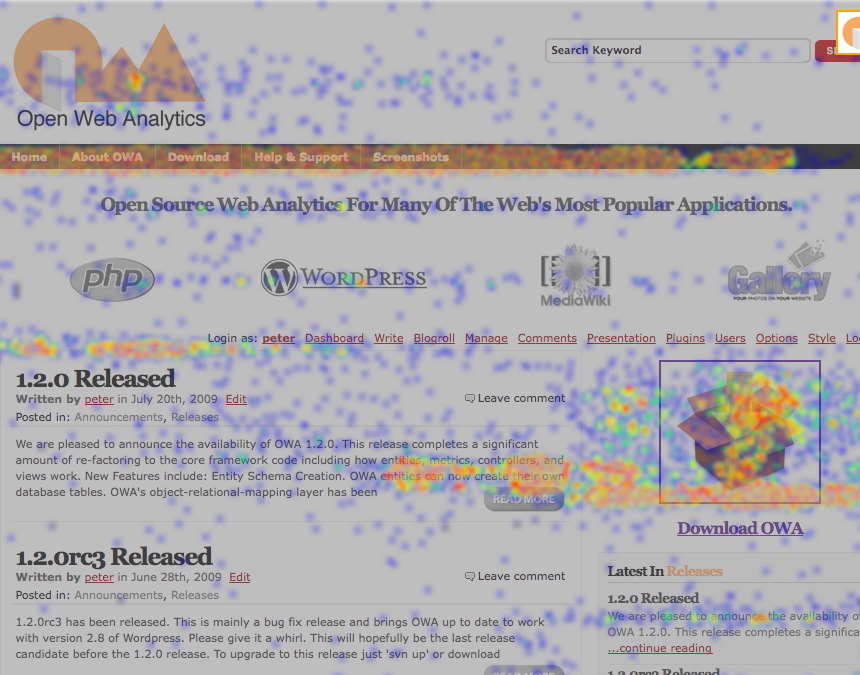 Search Keyword
Open Web Analytics
Home About OWA Download Help & Support Screenshots
Open Source Web Analytics For Many Of The Web's Most Popular Applications.
php WORDPRESS MediaWiki Gallery
YOUR PHOTOS ON YOUR WEBSITE
Login as: peter Dashboard Write Blogroll Manage Comments Presentation Plugins Users Options Style
1.2.0 Released
Written by peter in July 20th, 2009 Edit
Leave comment
Posted in: Announcements, Releases
We are pleased to announce the availability of OWA 1.2.0. This release completes a significant
amount of re-factoring to the core framework code including how entities, metrics, controllers, and
views work. New Features include: Entity Schema Creation. OWA entities can now create their own
database tables. OWA's object-relational-mapping layer has been
READ MORE
1.2.0rc3 Released
Written by peter in June 28th, 2009 Edit
Leave comment
Posted in: Announcements, Releases
1.2.0rc3 has been released. This is mainly a bug fix release and brings OWA up to date to work
with version 2.8 of Wordpress. Please give it a whirl. This will hopefully be the last release
candidate before the 1.2.0 release. To upgrade to this release just 'svn up' or download
Download OWA
Latest In Releases
1.2.0 Released
We are pleased to announce the availability of
OWA 1.2.0. This release completes a
...continue reading
1.2.0rc3 Released